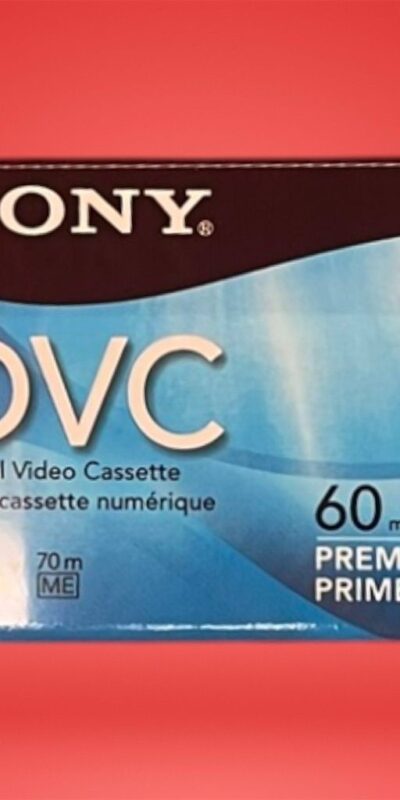 ONY®
DVC
l Video Cassette
cassette numérique
70 m
ME
60 m
PREM
PRIME